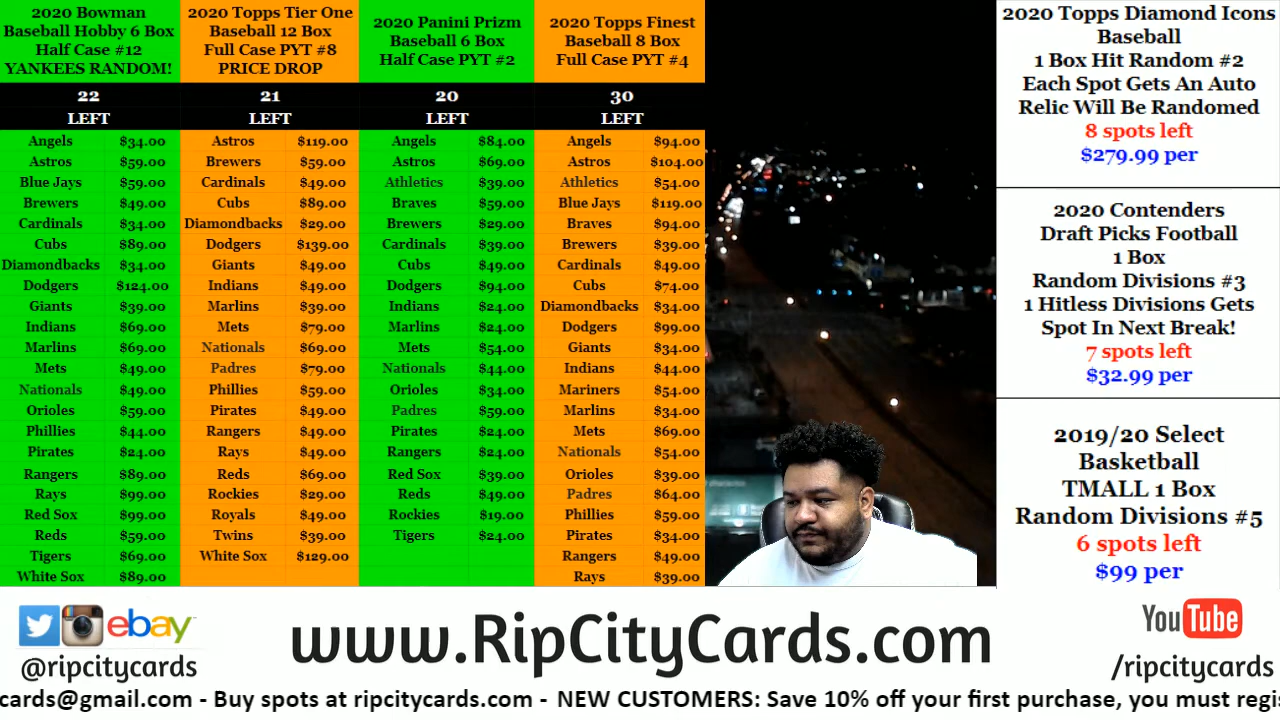 2020 Bowman
Baseball Hobby 6 Box
Half Case #12
YANKEES RANDOM!
22
LEFT
Angels $34.00
Astros $59.00
Blue Jays $59.00
Brewers $49.00
Cardinals $34.00
Cubs $89.00
Diamondbacks $34.00
Dodgers $124.00
Giants $39.00
Indians $69.00
Marlins $69.00
Mets $49.00
Nationals $49.00
Orioles $59.00
Phillies $44.00
Pirates $24.00
Rangers $89.00
Rays $99.00
Red Sox $99.00
Reds $59.00
Tigers $69.00
White Sox $89.00
2020 Topps Tier One
Baseball 12 Box
Full Case PYT #8
PRICE DROP
21
LEFT
Astros $119.00
Brewers $59.00
Cardinals $49.00
Cubs $89.00
Diamondbacks $29.00
Dodgers $139.00
Giants $49.00
Indians $49.00
Marlins $39.00
Mets $79.00
Nationals $69.00
Padres $79.00
Phillies $59.00
Pirates $49.00
Rangers $49.00
Rays $49.00
Reds $69.00
Rockies $29.00
Royals $49.00
Twins $39.00
White Sox $129.00
2020 Panini Prizm
Baseball 6 Box
Half Case PYT #2
20
LEFT
Angels $84.00
Astros $69.00
Athletics $39.00
Braves $59.00
Brewers $29.00
Cardinals $39.00
Cubs $49.00
Dodgers $94.00
Indians $24.00
Marlins $24.00
Mets $54.00
Nationals $44.00
Orioles $34.00
Padres $59.00
Pirates $24.00
Rangers $24.00
Red Sox $39.00
Reds $49.00
Rockies $19.00
Tigers $24.00
2020 Topps Finest
Baseball 8 Box
Full Case PYT #4
30
LEFT
Angels $94.00
Astros $104.00
Athletics $54.00
Blue Jays $119.00
Braves $94.00
Brewers $39.00
Cardinals $49.00
Cubs $74.00
Diamondbacks $34.00
Dodgers $99.00
Giants $34.00
Indians $44.00
Mariners $54.00
Marlins $34.00
Mets $69.00
Nationals $54.00
Orioles $39.00
Padres $64.00
Phillies $59.00
Pirates $34.00
Rangers $49.00
Rays $39.00
2020 Topps Diamond Icons
Baseball
1 Box Hit Random #2
Each Spot Gets An Auto
Relic Will Be Randomed
8 spots left
$279.99 per
2020 Contenders
Draft Picks Football
1 Box
Random Divisions #3
1 Hitless Divisions Gets
Spot In Next Break!
7 spots left
$32.99 per
2019/20 Select
Basketball
TMALL 1 Box
Random Divisions #5
6 spots left
$99 per
ebay
@ripcitycards
www.RipCityCards.com
YouTube
/ripcitycards
cards@gmail.com - Buy spots at ripcitycards.com - NEW CUSTOMERS: Save 10% off your first purchase, you must regi